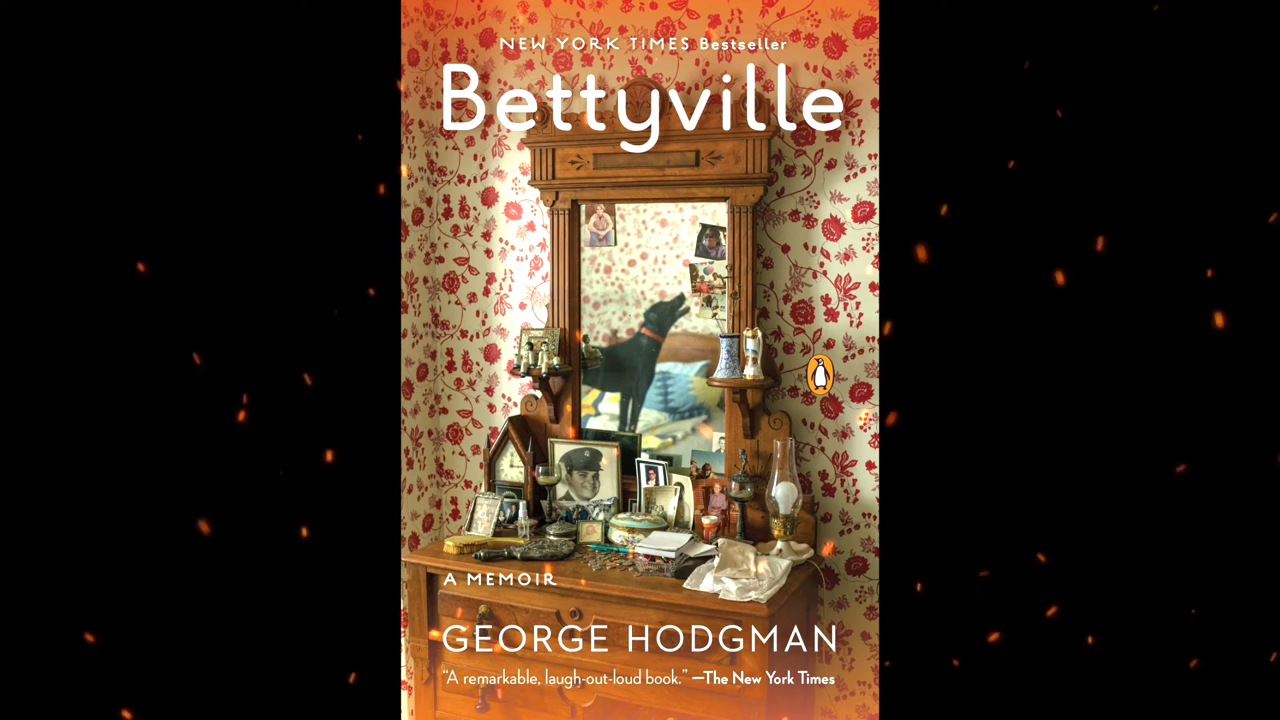 NEW YORK TIMES Bestseller
Bettyville
A MEMOIR
GEORGE HODGMAN
“A remarkable, laugh-out-loud book.” —The New York Times